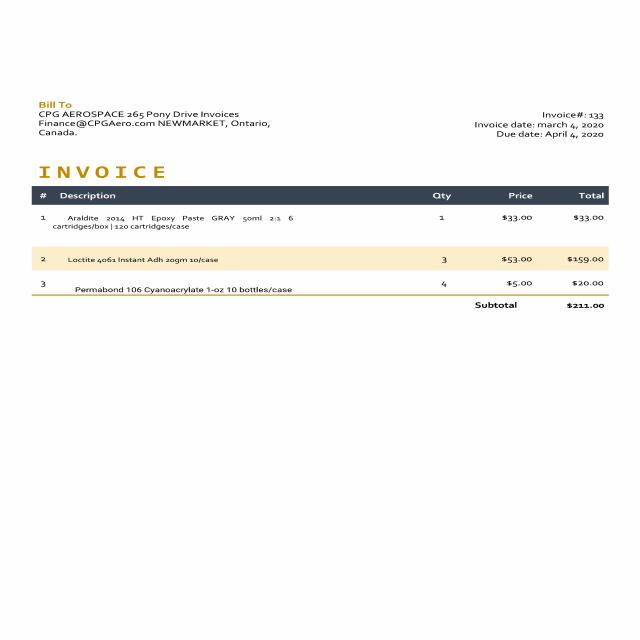 Bill To
CPG AEROSPACE 265 Pony Drive Invoices
Finance@CPGAero.com NEWMARKET, Ontario,
Canada.
Invoice#: 133
Invoice date: march 4, 2020
Due date: April 4, 2020
INVOICE
# Description Qty Price Total
1 Araldite 2014 HT Epoxy Paste GRAY 50ml 2:1 6 1 $33.00 $33.00
cartridges/box | 120 cartridges/case
2 Loctite 4061 Instant Adh 20gm 10/case 3 $53.00 $159.00
3 Permabond 106 Cyanoacrylate 1-oz 10 bottles/case 4 $5.00 $20.00
Subtotal $211.00